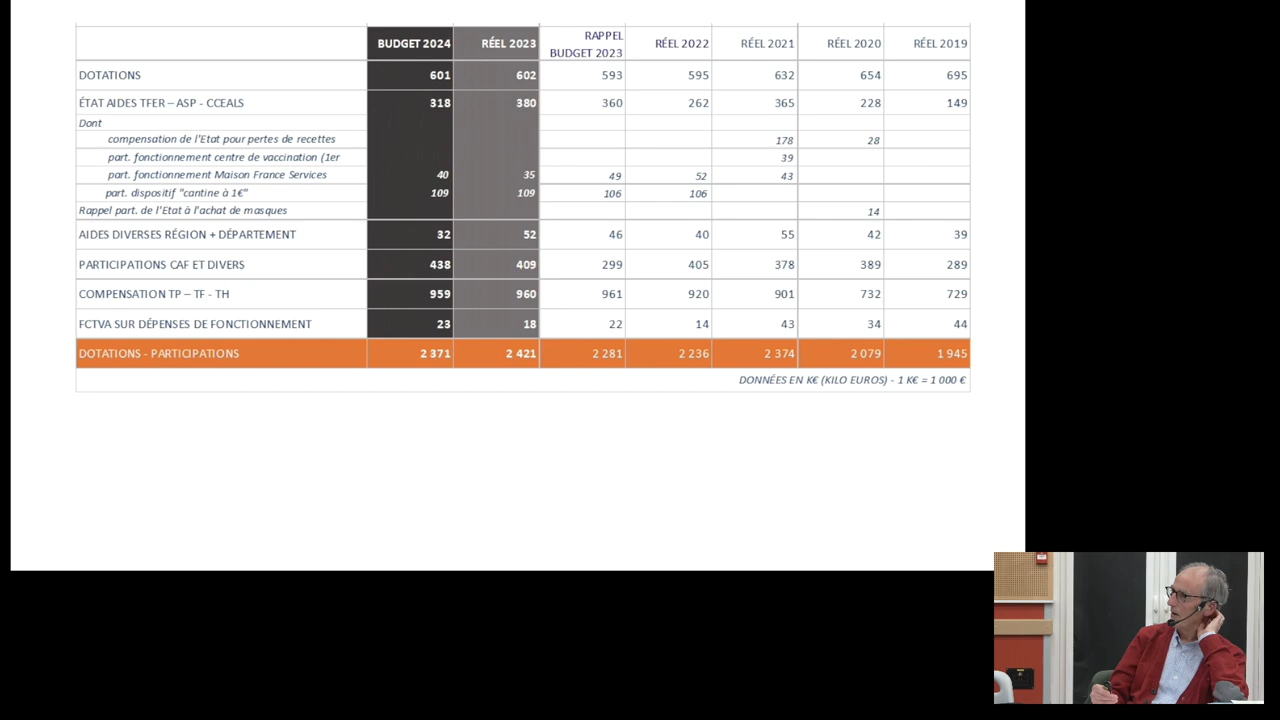 BUDGET 2024 RÉEL 2023 RAPPEL BUDGET 2023 RÉEL 2022 RÉEL 2021 RÉEL 2020 RÉEL 2019
DOTATIONS 601 602 593 595 632 654 695
ÉTAT AIDES TFER – ASP - CCEALS 318 380 360 262 365 228 149
Dont
compensation de l'Etat pour pertes de recettes 178 28
part. fonctionnement centre de vaccination (1er 39
part. fonctionnement Maison France Services 40 35 49 52 43
part. dispositif "cantine à 1€" 109 109 106 106
Rappel part. de l'Etat à l'achat de masques 14
AIDES DIVERSES RÉGION + DÉPARTEMENT 32 52 46 40 55 42 39
PARTICIPATIONS CAF ET DIVERS 438 409 299 405 378 389 289
COMPENSATION TP – TF - TH 959 960 961 920 901 732 729
FCTVA SUR DÉPENSES DE FONCTIONNEMENT 23 18 22 14 43 34 44
DOTATIONS - PARTICIPATIONS 2 371 2 421 2 281 2 236 2 374 2 079 1 945
DONNÉES EN K€ (KILO EUROS) - 1 K€ = 1 000 €